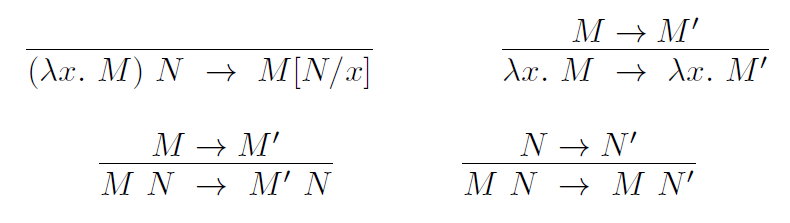 M → M′
(λx. M) N → M[N/x] λx. M → λx. M′
M → M′ N → N′
M N → M′ N M N → M N′